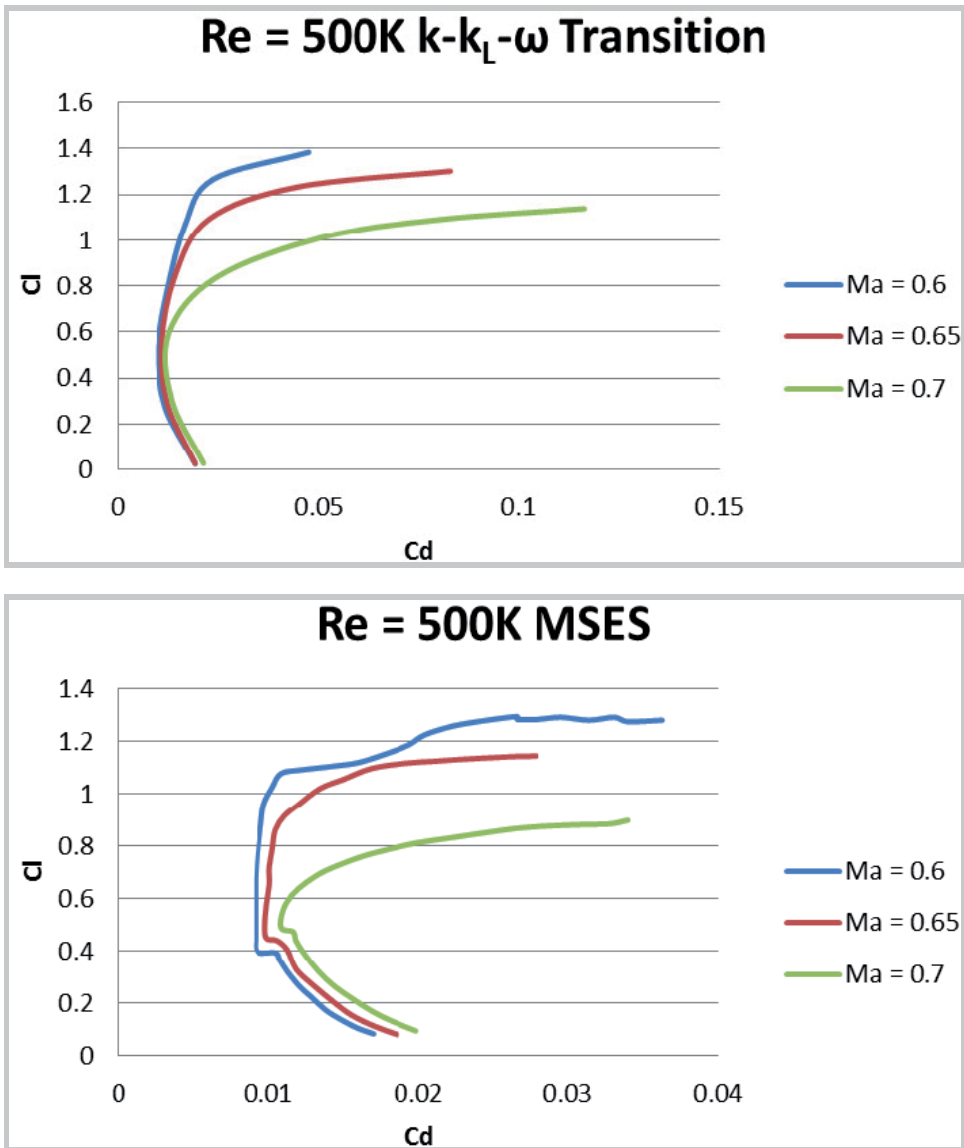 Re = 500K k-k_L-ω Transition
1.6
1.4
1.2
1
0.8
0.6
0.4
0.2
0
Cl
0 0.05 0.1 0.15
Cd
Ma = 0.6
Ma = 0.65
Ma = 0.7
Re = 500K MSES
1.4
1.2
1
0.8
0.6
0.4
0.2
0
Cl
0 0.01 0.02 0.03 0.04
Cd
Ma = 0.6
Ma = 0.65
Ma = 0.7